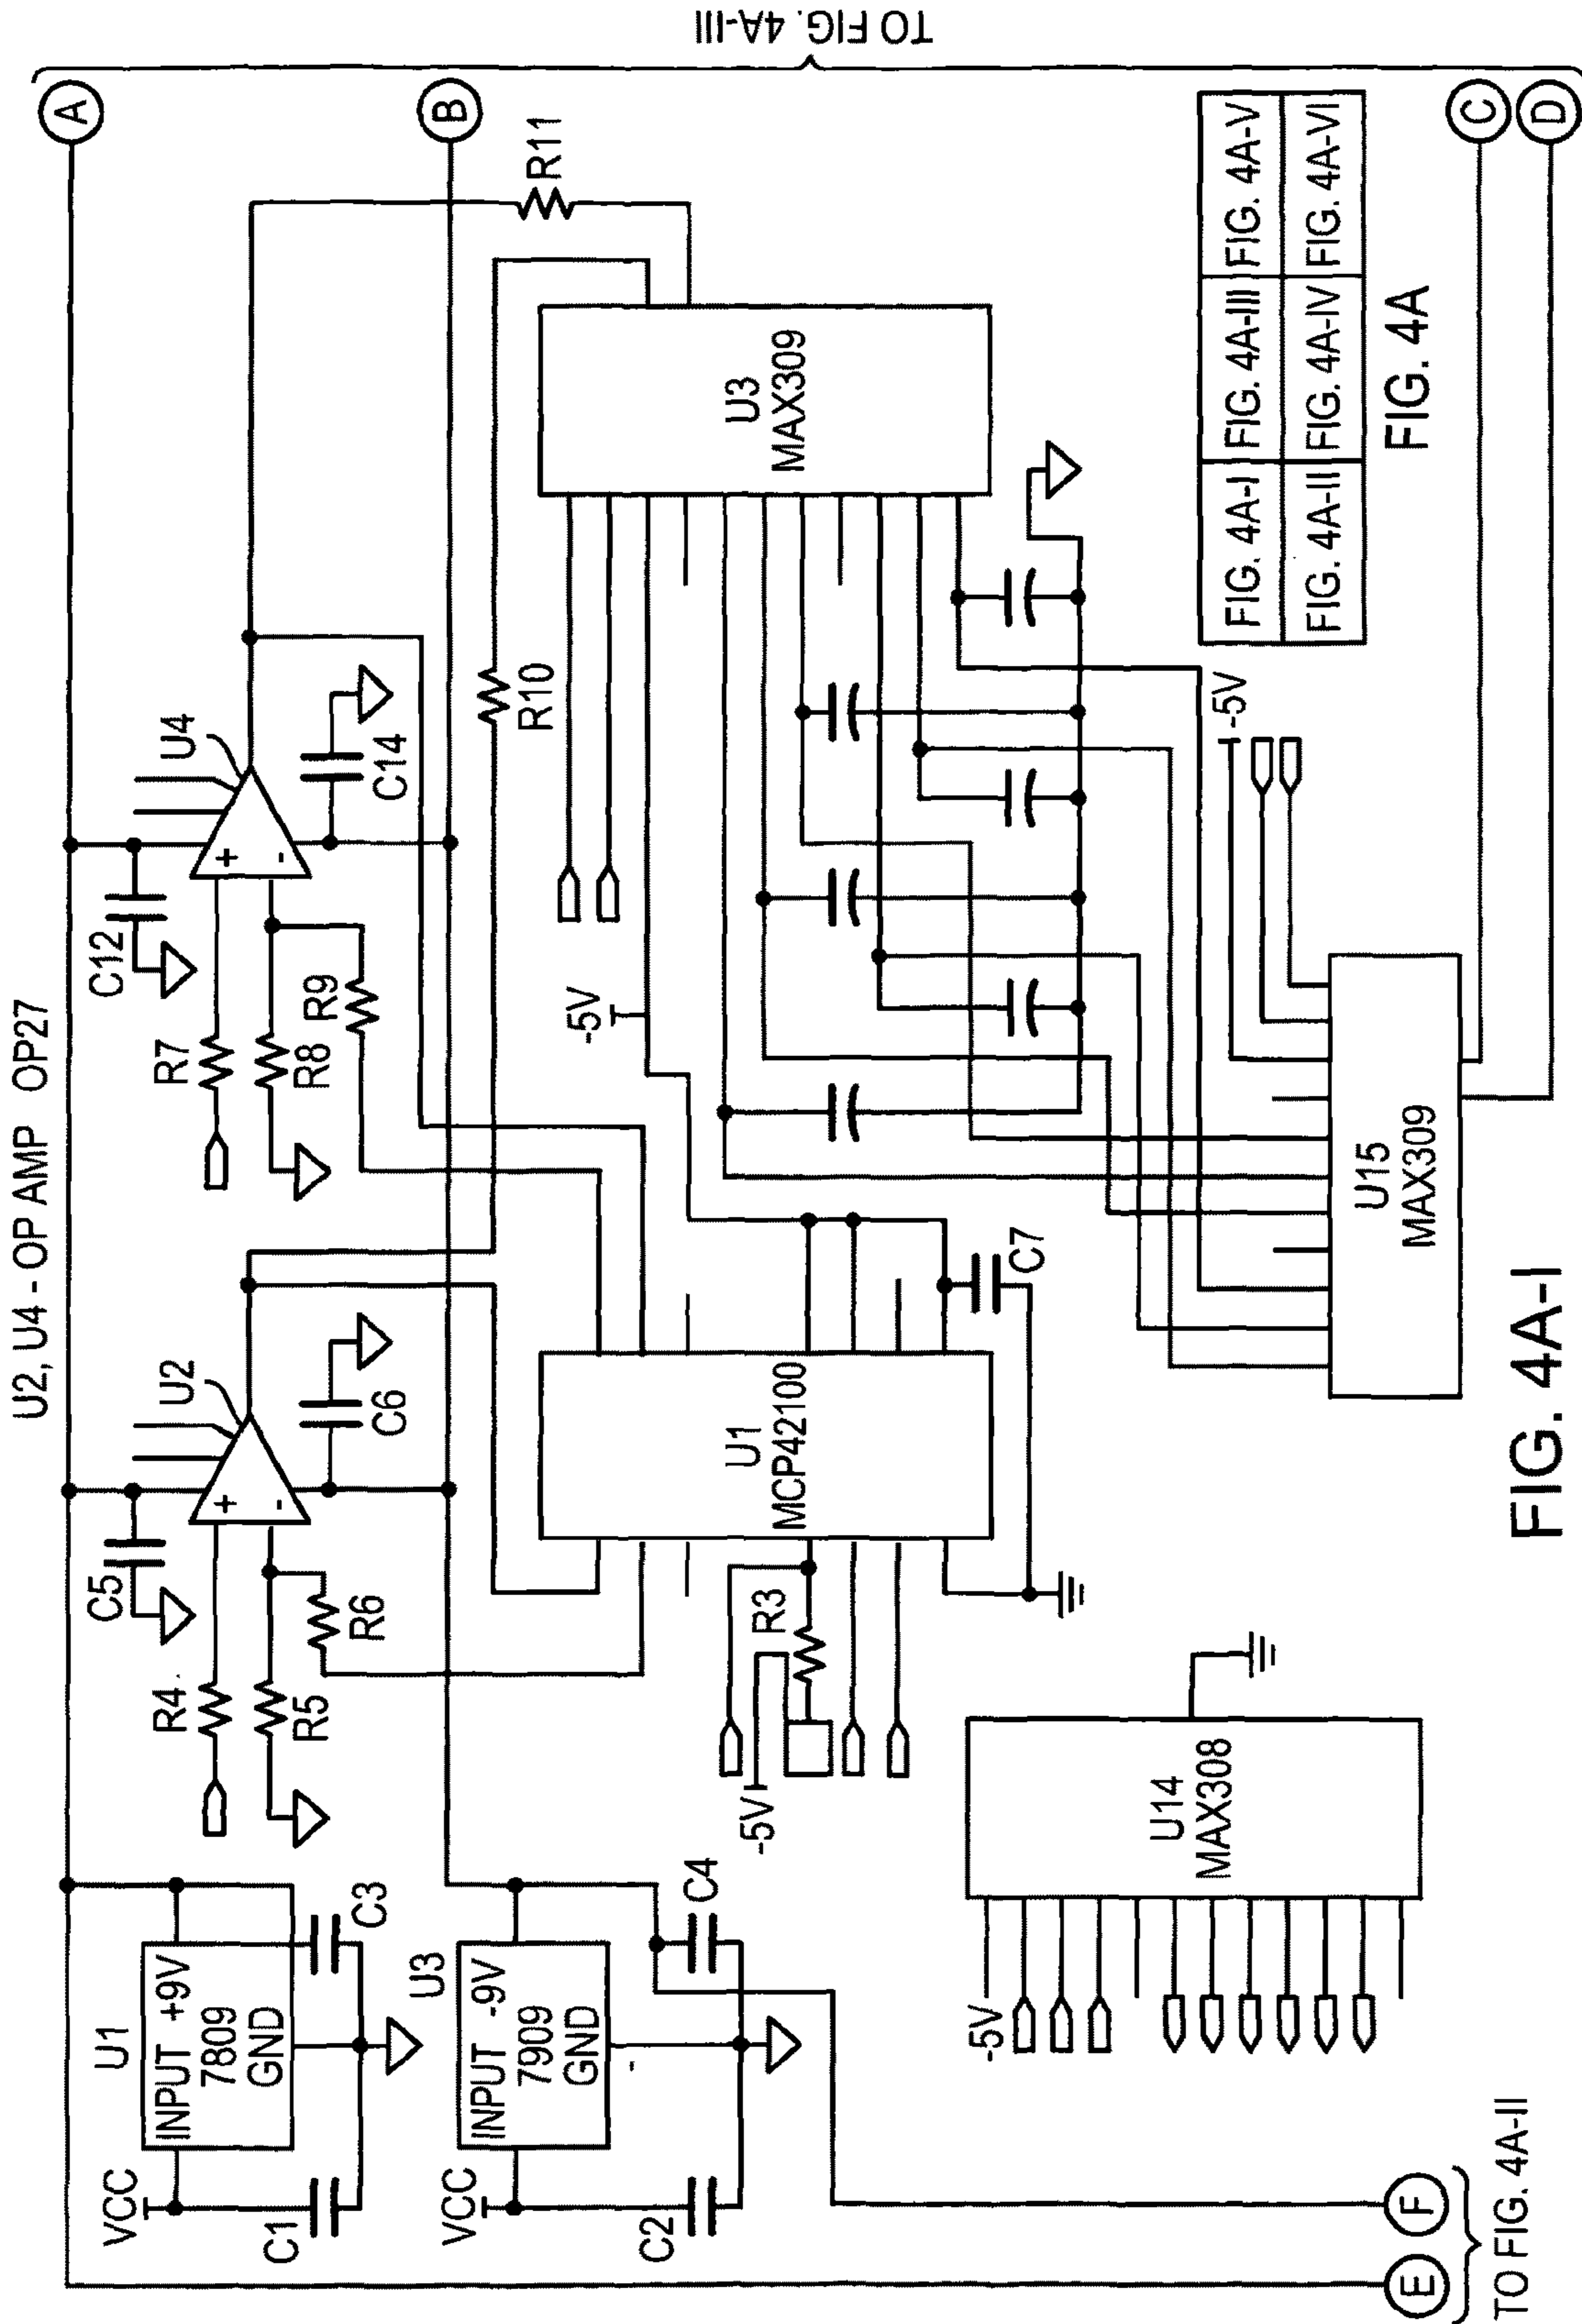 U2, U4 - OP AMP OP27
A
TO FIG. 4A-III
VCC
U1
INPUT +9V
7809
GND
C1
C3
C5
R4
R5
R6
U2
C6
C12
R7
R8
R9
U4
C14
B
VCC
U3
INPUT -9V
7909
GND
C2
C4
R10
R11
-5V
R3
U1
MCP42100
C7
-5V
U3
MAX309
-5V
U14
MAX308
U15
MAX309
-5V
FIG. 4A-I
FIG. 4A-III
FIG. 4A-V
FIG. 4A-II
FIG. 4A-IV
FIG. 4A-VI
FIG. 4A
C
D
E
F
TO FIG. 4A-II
FIG. 4A-I